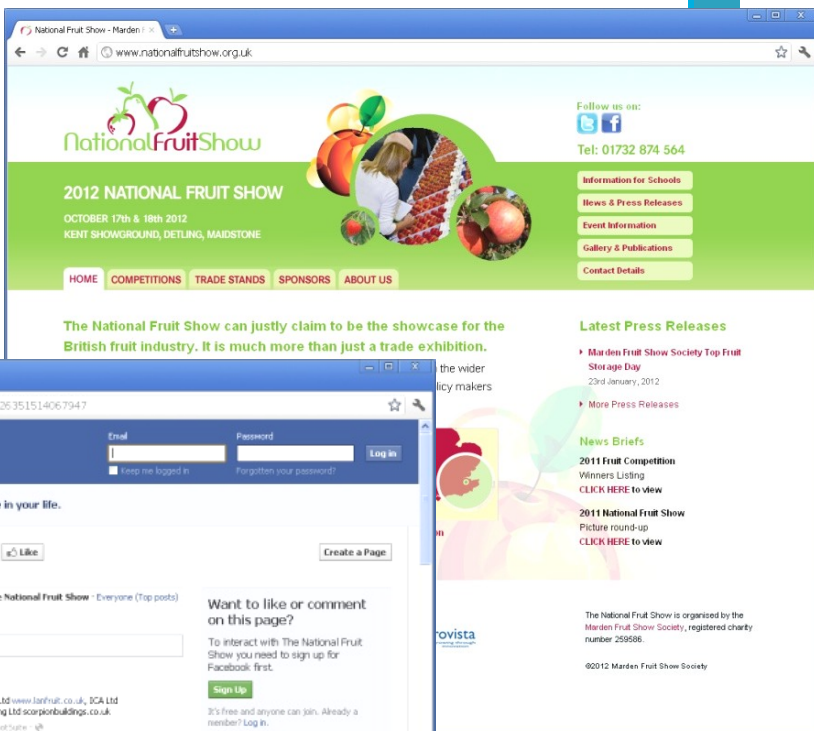 National Fruit Show - Marden
www.nationalfruitshow.org.uk
NationalFruitShow
2012 NATIONAL FRUIT SHOW
OCTOBER 17th & 18th 2012
KENT SHOWGROUND, DETLING, MAIDSTONE
Follow us on:
Tel: 01732 874 564
Information for Schools
News & Press Releases
Event Information
Gallery & Publications
Contact Details
HOME COMPETITIONS TRADE STANDS SPONSORS ABOUT US
The National Fruit Show can justly claim to be the showcase for the
British fruit industry. It is much more than just a trade exhibition.
the wider
licy makers
on
rovista
Latest Press Releases
Marden Fruit Show Society Top Fruit
Storage Day
23rd January, 2012
More Press Releases
News Briefs
2011 Fruit Competition
Winners Listing
CLICK HERE to view
2011 National Fruit Show
Picture round-up
CLICK HERE to view
The National Fruit Show is organised by the
Marden Fruit Show Society, registered charity
number 259586.
©2012 Marden Fruit Show Society
26351514067947
Email Password
Log in
Keep me logged in Forgotten your password?
in your life.
Like Create a Page
National Fruit Show · Everyone (Top posts)
Want to like or comment
on this page?
To interact with The National Fruit
Show you need to sign up for
Facebook first.
Sign Up
It's free and anyone can join. Already a
member? Log in.
Ltd www.lanfruit.co.uk, ICA Ltd
ng Ltd scorpionbuildings.co.uk